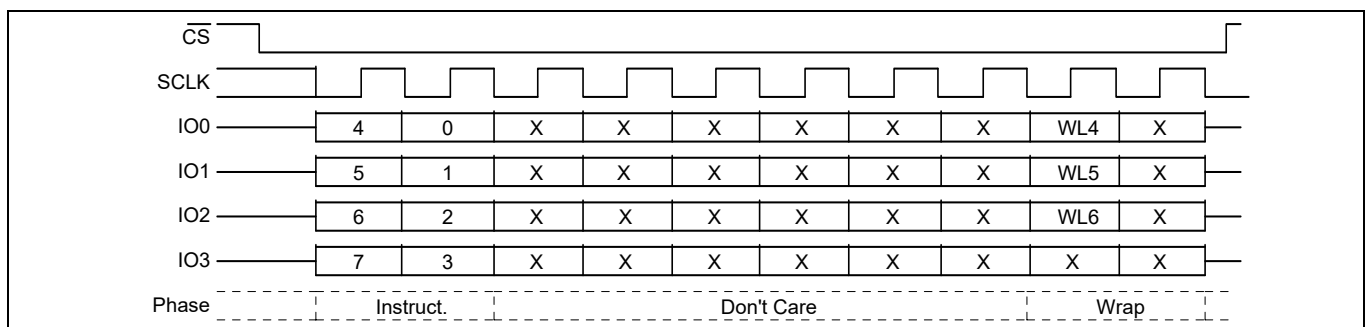 CS
SCLK
IO0 4 0 X X X X X X WL4 X
IO1 5 1 X X X X X X WL5 X
IO2 6 2 X X X X X X WL6 X
IO3 7 3 X X X X X X X X
Phase Instruct. Don't Care Wrap